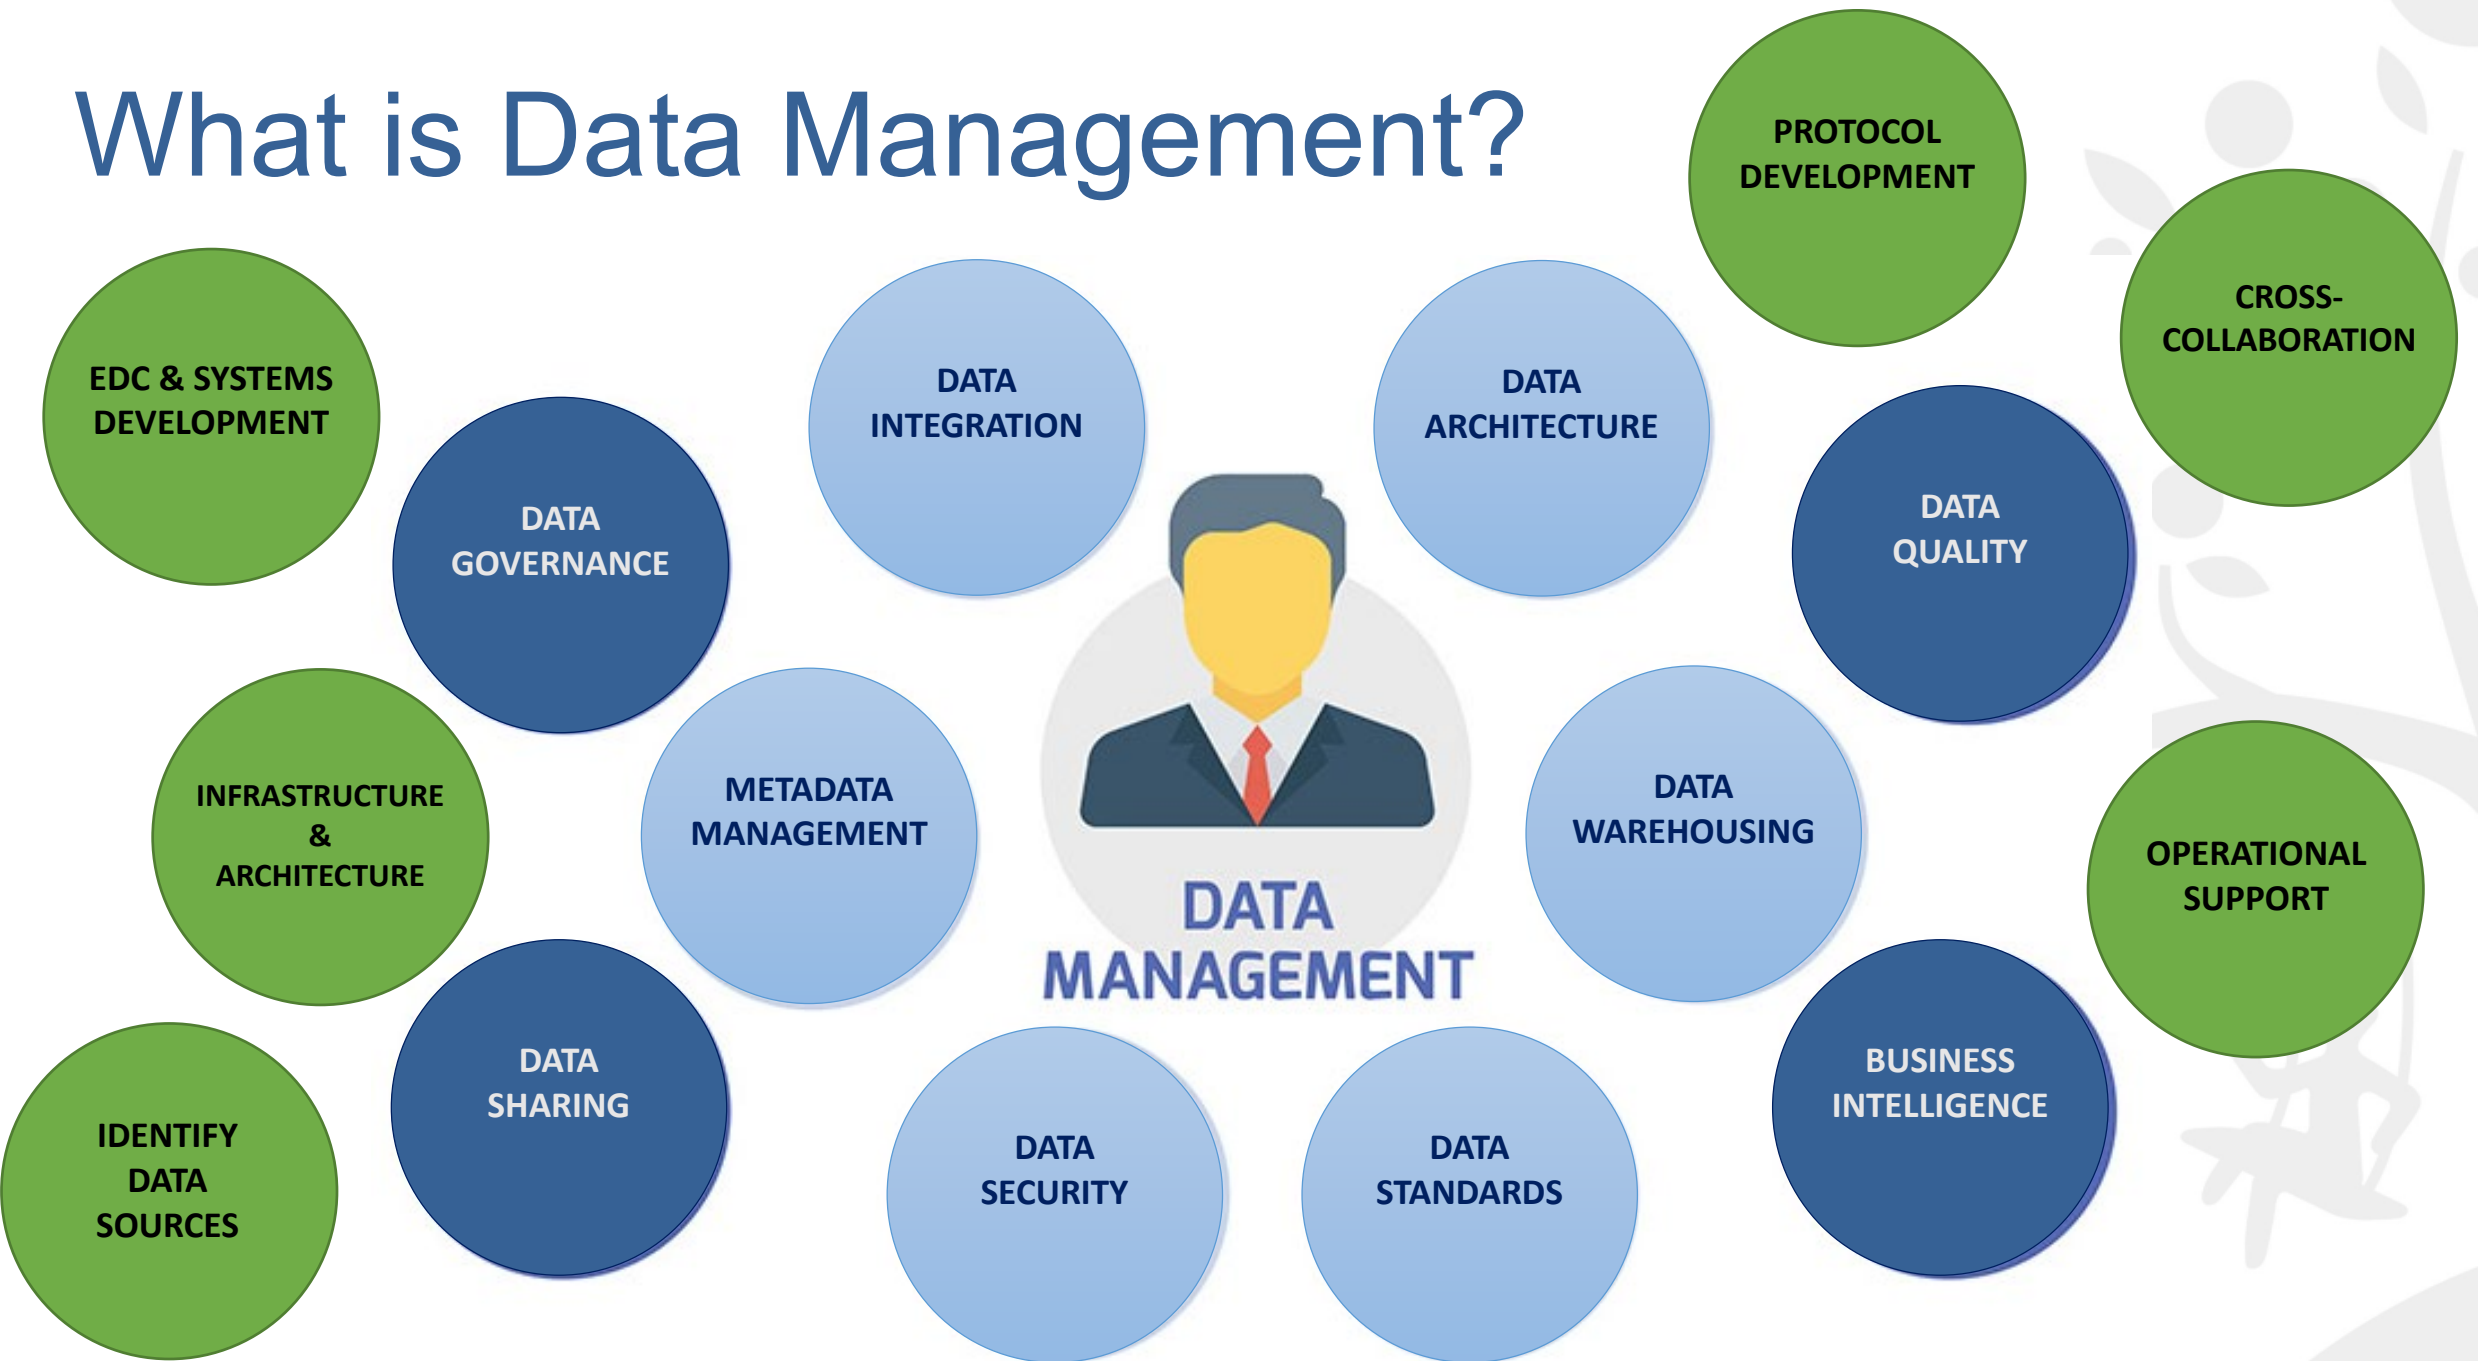 What is Data Management?
PROTOCOL
DEVELOPMENT
CROSS-
COLLABORATION
EDC & SYSTEMS
DEVELOPMENT
DATA
INTEGRATION
DATA
ARCHITECTURE
DATA
GOVERNANCE
DATA
QUALITY
INFRASTRUCTURE
&
ARCHITECTURE
METADATA
MANAGEMENT
DATA
WAREHOUSING
OPERATIONAL
SUPPORT
DATA
MANAGEMENT
DATA
SHARING
BUSINESS
INTELLIGENCE
IDENTIFY
DATA
SOURCES
DATA
SECURITY
DATA
STANDARDS